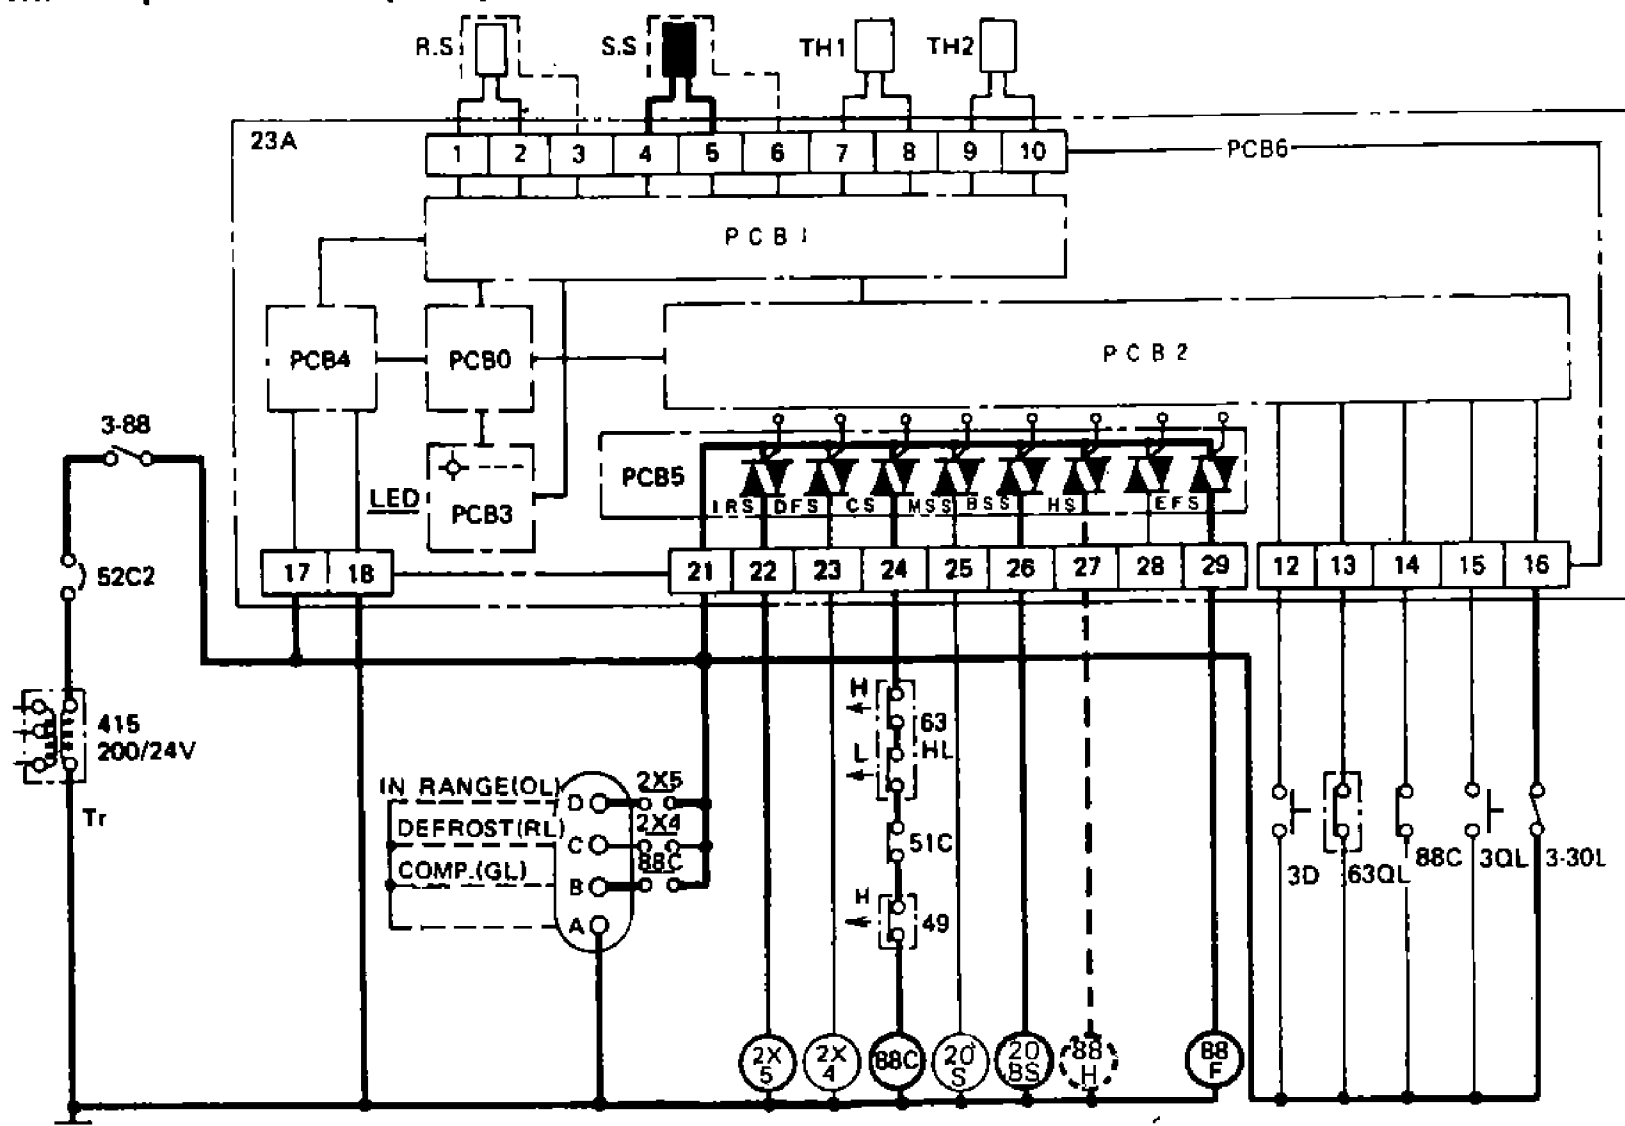 R.S
S.S
TH1
TH2
23A
1 2 3 4 5 6 7 8 9 10
PCB6
PCB 1
PCB4
PCB0
PCB 2
3-88
LED
PCB3
PCB5
IRS DFS CS MSS BSS HS EFS
52C2
17 18
21 22 23 24 25 26 27 28 29
12 13 14 15 16
415
200/24V
Tr
H
63
HL
L
IN RANGE(OL)
D
2X5
DEFROST(RL)
C
2X4
COMP.(GL)
B
88C
A
51C
H
49
3D
63QL
88C
3QL
3-30L
2X
5
2X
4
88C
20
S
20
BS
88
H
88
F